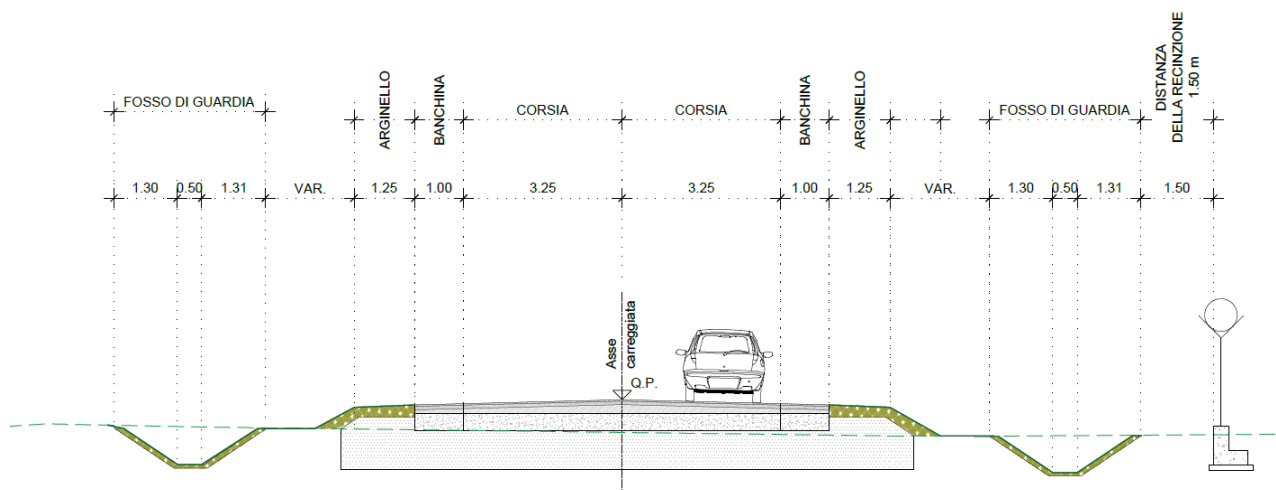 FOSSO DI GUARDIA
ARGINELLO
BANCHINA
CORSIA
CORSIA
BANCHINA
ARGINELLO
FOSSO DI GUARDIA
DISTANZA
DELLA RECINZIONE
1.50 m
1.30 0.50 1.31 VAR. 1.25 1.00 3.25 3.25 1.00 1.25 VAR. 1.30 0.50 1.31 1.50
Asse
carreggiata
Q.P.